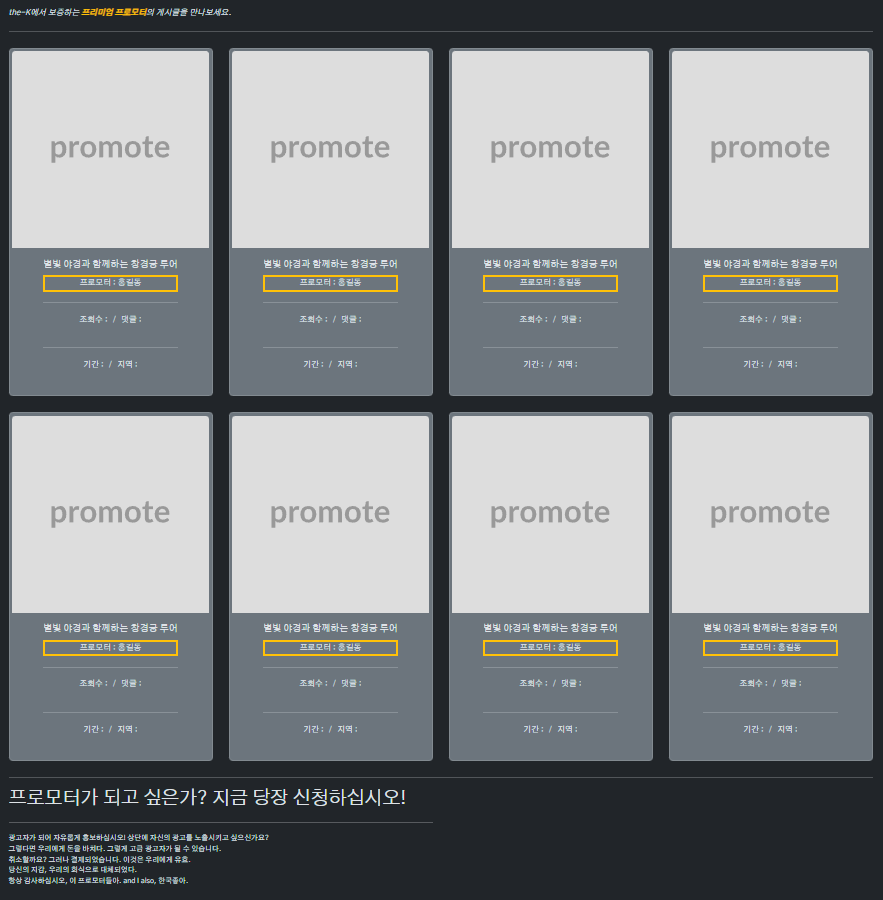 the-K에서 보증하는 프리미엄 프로모터의 게시글을 만나보세요.
promote promote promote promote
별빛 야경과 함께하는 창경궁 투어 별빛 야경과 함께하는 창경궁 투어 별빛 야경과 함께하는 창경궁 투어 별빛 야경과 함께하는 창경궁 투어
프로모터 : 홍길동 프로모터 : 홍길동 프로모터 : 홍길동 프로모터 : 홍길동
조회수 : / 댓글 : 조회수 : / 댓글 : 조회수 : / 댓글 : 조회수 : / 댓글 :
기간 : / 지역 : 기간 : / 지역 : 기간 : / 지역 : 기간 : / 지역 :
promote promote promote promote
별빛 야경과 함께하는 창경궁 투어 별빛 야경과 함께하는 창경궁 투어 별빛 야경과 함께하는 창경궁 투어 별빛 야경과 함께하는 창경궁 투어
프로모터 : 홍길동 프로모터 : 홍길동 프로모터 : 홍길동 프로모터 : 홍길동
조회수 : / 댓글 : 조회수 : / 댓글 : 조회수 : / 댓글 : 조회수 : / 댓글 :
기간 : / 지역 : 기간 : / 지역 : 기간 : / 지역 : 기간 : / 지역 :
프로모터가 되고 싶은가? 지금 당장 신청하십시오!
광고자가 되어 자유롭게 홍보하십시오! 상단에 자신의 광고를 노출시키고 싶으신가요?
그렇다면 우리에게 돈을 바치다. 그렇게 고급 광고자가 될 수 있습니다.
취소할까요? 그러나 결제되었습니다. 이것은 우리에게 유효.
당신의 지갑, 우리의 회식으로 대체되었다.
항상 감사하십시오, 이 프로모터들아. and I also, 한국좋아.